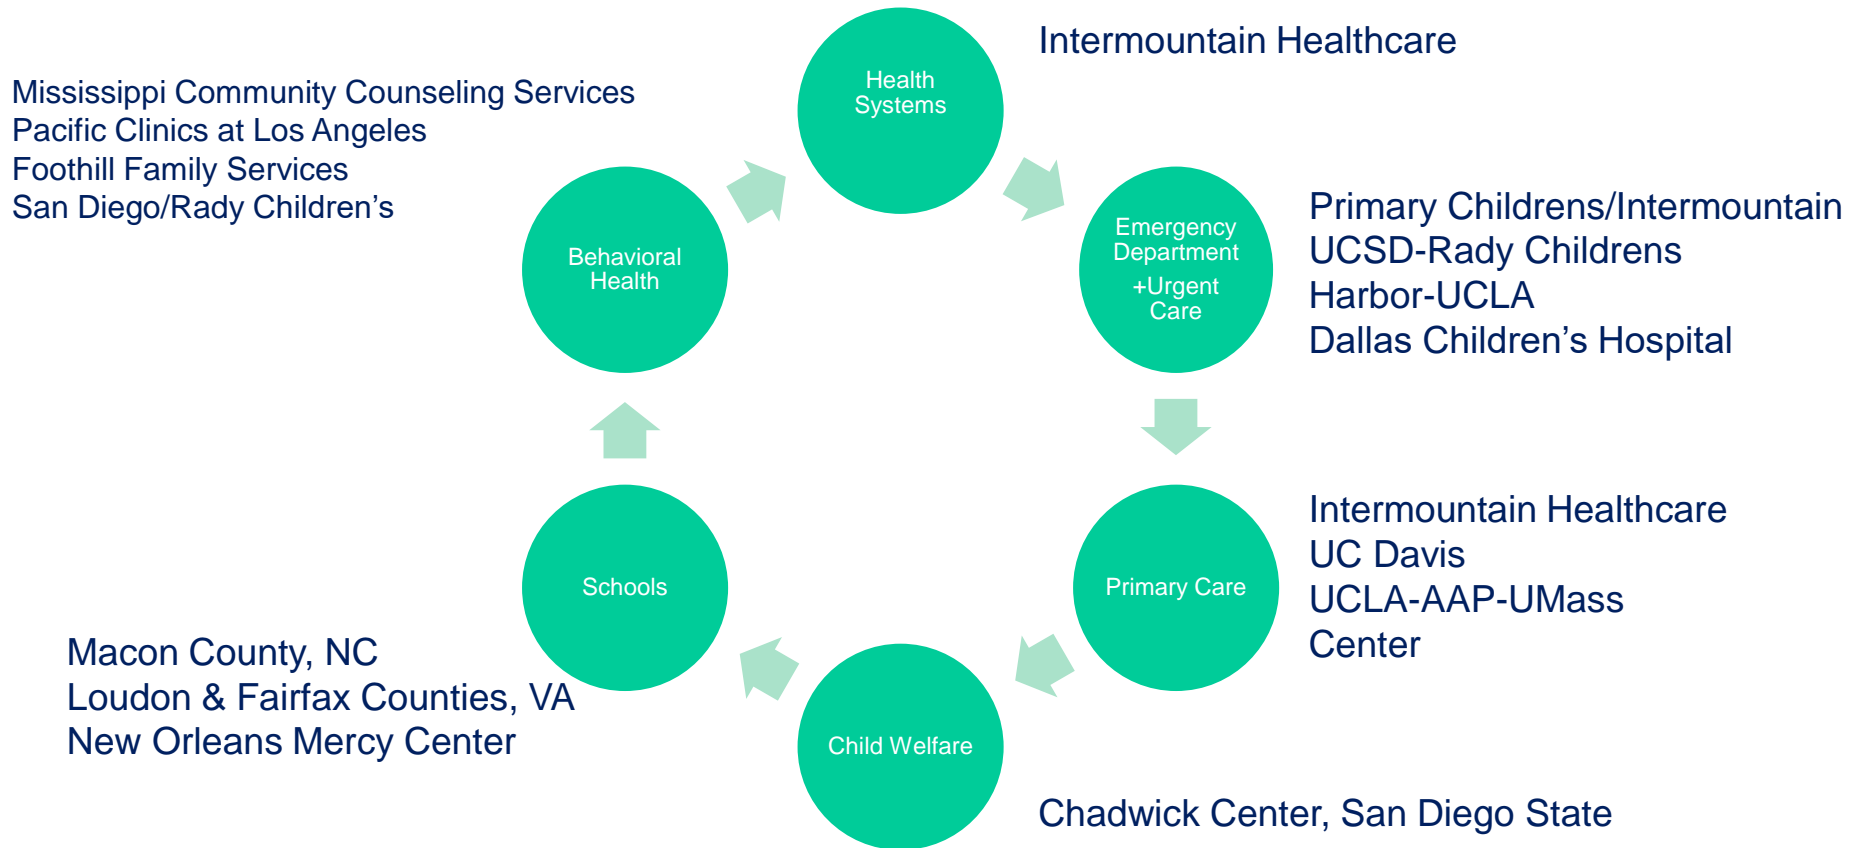 Intermountain Healthcare
Health
Systems
Mississippi Community Counseling Services
Pacific Clinics at Los Angeles
Foothill Family Services
San Diego/Rady Children’s
Behavioral
Health
Emergency
Department
+Urgent
Care
Primary Childrens/Intermountain
UCSD-Rady Childrens
Harbor-UCLA
Dallas Children’s Hospital
Schools
Primary Care
Intermountain Healthcare
UC Davis
UCLA-AAP-UMass
Center
Macon County, NC
Loudon & Fairfax Counties, VA
New Orleans Mercy Center
Child Welfare
Chadwick Center, San Diego State